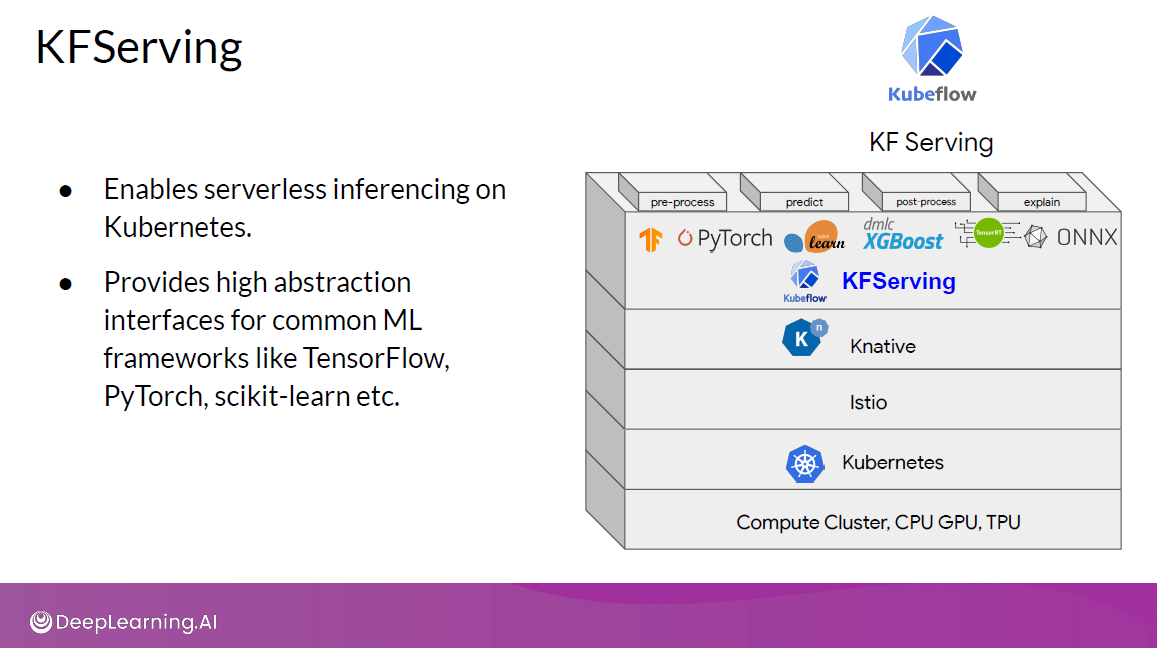 KFServing
Kubeflow
KF Serving
● Enables serverless inferencing on
Kubernetes.
● Provides high abstraction
interfaces for common ML
frameworks like TensorFlow,
PyTorch, scikit-learn etc.
pre-process
predict
post-process
explain
PyTorch
learn
dmlc
XGBoost
TensorRT
ONNX
Kubeflow
KFServing
K
n
Knative
Istio
Kubernetes
Compute Cluster, CPU GPU, TPU
DeepLearning.AI